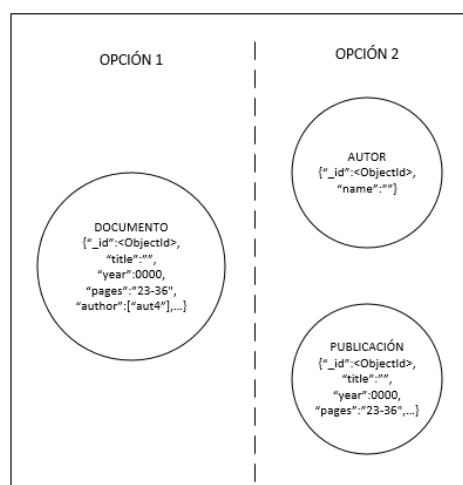 OPCIÓN 1
DOCUMENTO
{“_id”:<ObjectId>,
“title”:””,
“year”:0000,
“pages”:”23-36”,
“author”:[“aut4”],...}
OPCIÓN 2
AUTOR
{“_id”:<ObjectId>,
“name”:””}
PUBLICACIÓN
{“_id”:<ObjectId>,
“title”:””,
“year”:0000,
“pages”:”23-36”,...}